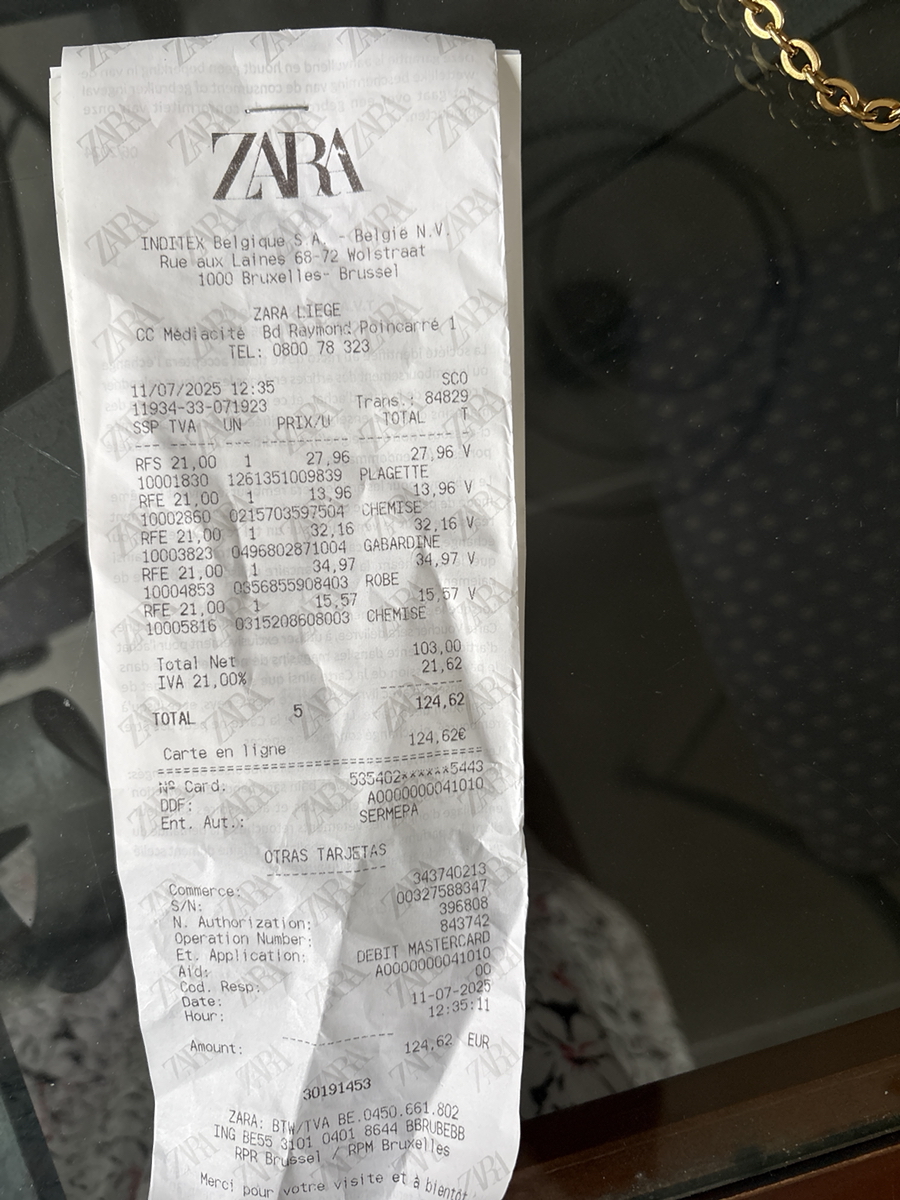 ZARA
INDITEX Belgique S.A. - Belgie N.V.
Rue aux Laines 68-72 Wolstraat
1000 Bruxelles- Brussel
ZARA LIEGE
CC Médiacité Bd Raymond Poincarré 1
TEL: 0800 78 323
11/07/2025 12:35 SCO
11934-33-071923 Trans.: 84829
SSP TVA UN PRIX/U TOTAL T
RFS 21,00 1 27,96 27,96 V
10001830 1261351009839 PLAGETTE
RFE 21,00 1 13,96 13,96 V
10002860 0215703597504 CHEMISE
RFE 21,00 1 32,16 32,16 V
10003823 0496802871004 GABARDINE
RFE 21,00 1 34,97 34,97 V
10004853 0356855908403 ROBE
RFE 21,00 1 15,57 15,57 V
10005816 0315208608003 CHEMISE
Total Net 103,00
IVA 21,00% 21,62
TOTAL 5 124,62
Carte en ligne 124,62€
Nº Card: 535402******5443
DDF: A0000000041010
Ent. Aut.: SERMEPA
OTRAS TARJETAS
Commerce: 343740213
S/N: 00327588347
N. Authorization: 396808
Operation Number: 843742
Et. Application: DEBIT MASTERCARD
Aid: A0000000041010
Cod. Resp: 00
Date: 11-07-2025
Hour: 12:35:11
Amount: 124,62 EUR
30191453
ZARA: BTW/TVA BE.0450.661.802
ING BE55 3101 0401 8644 BBRUBEBB
RPR Brussel / RPM Bruxelles
Merci pour votre visite et à bientôt